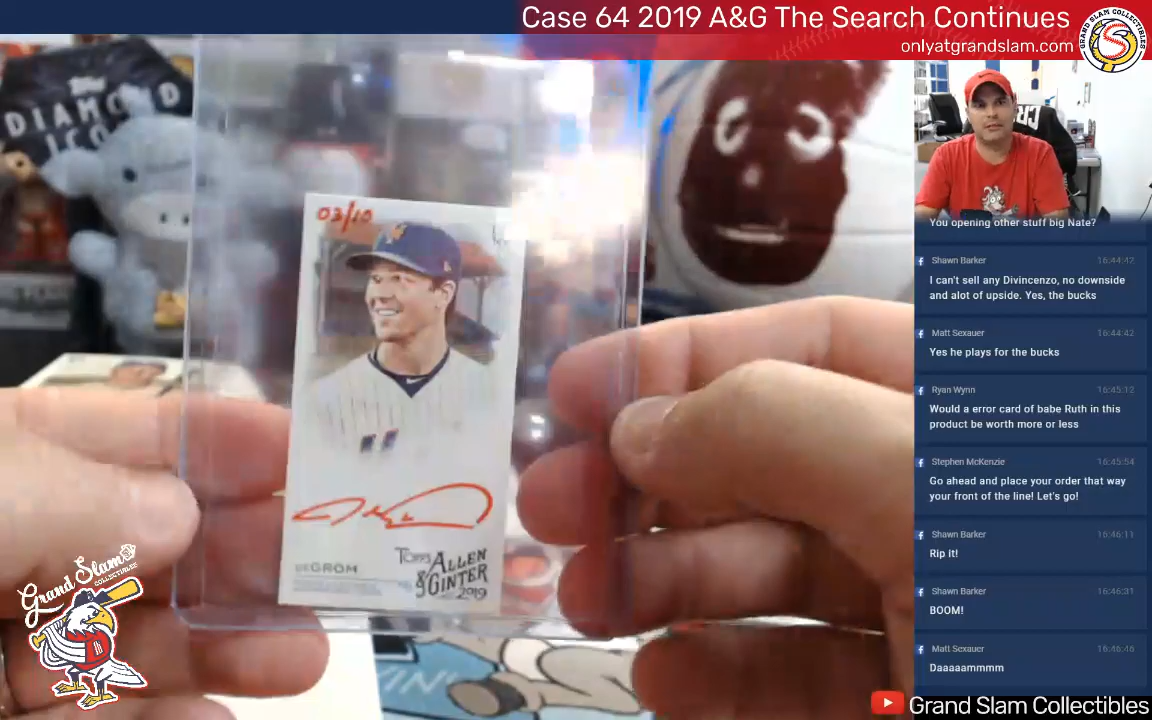 Case 64 2019 A&G The Search Continues
onlyatgrandslam.com
GRAND SLAM COLLECTIBLES
S
TOPPS
DIAMOND
ICO
03/10
DEGROM
TOPPS ALLEN
& GINTER
2019
You opening other stuff big Nate?
Shawn Barker 16:44:42
I can't sell any Divincenzo, no downside
and alot of upside. Yes, the bucks
Matt Sexauer 16:44:42
Yes he plays for the bucks
Ryan Wynn 16:45:12
Would a error card of babe Ruth in this
product be worth more or less
Stephen McKenzie 16:45:54
Go ahead and place your order that way
your front of the line! Let's go!
Shawn Barker 16:46:11
Rip it!
Shawn Barker 16:46:31
BOOM!
Matt Sexauer 16:46:46
Daaaaammmm
Grand Slam
COLLECTIBLES
VIN'
Grand Slam Collectibles